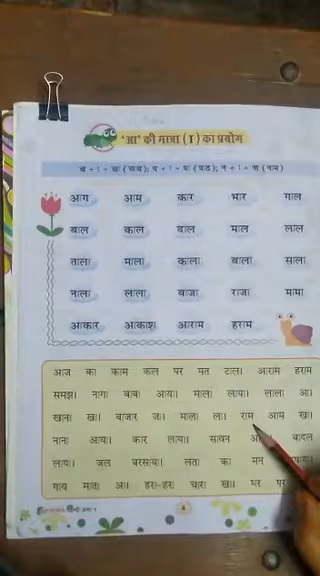 'आ' की मात्रा (ा) का प्रयोग
आग आम कार भार गाल
बाल काल दाल माल लाल
ताला माला काला बाला साला
नाला लाला बाजा राजा मामा
आकार आकाश आराम हराम
आज का काम कल पर मत टाल। आराम हराम
समझ। नागा बाबा आया। माला लाया। लाला आ।
खाना खा। बाजार जा। माला ला। राम आम खा।
नाना आया। कार लाया। सावन बादल
लाया। जल बरसाया। लता का मन
गाय माता आ। हरा-हरा चारा खा। घर